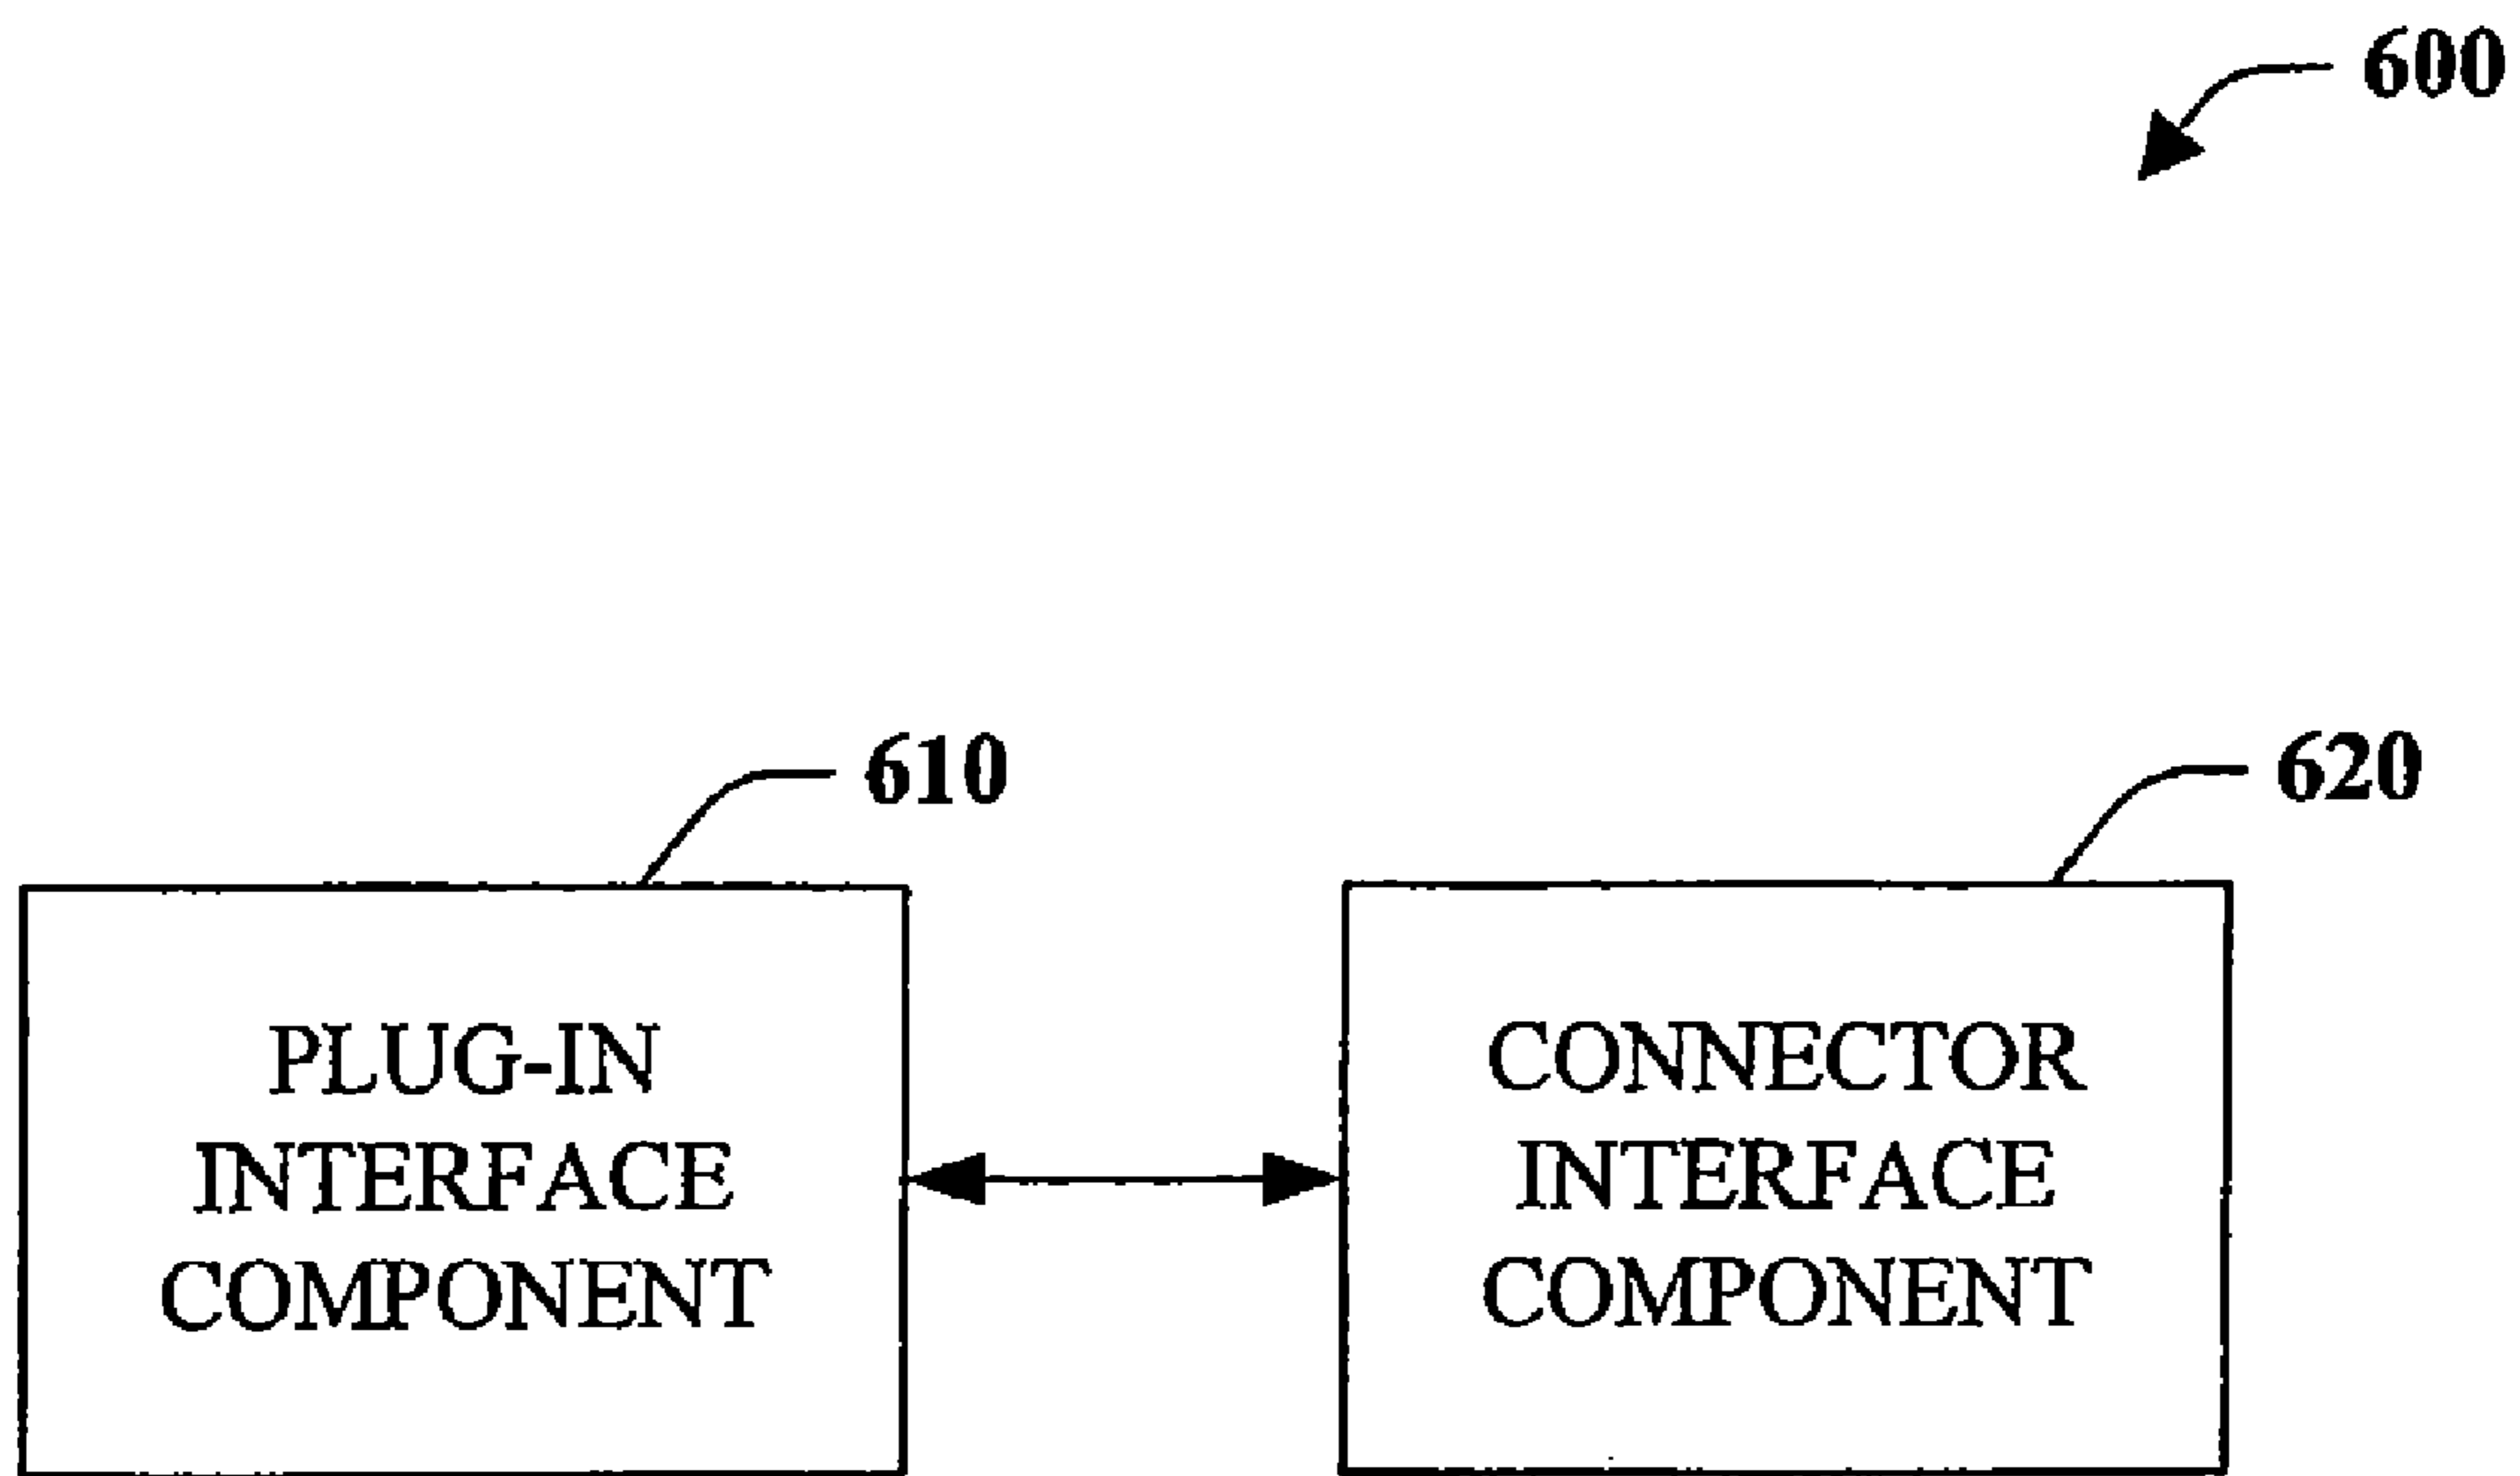 600
610
620
PLUG-IN
INTERFACE
COMPONENT
CONNECTOR
INTERFACE
COMPONENT